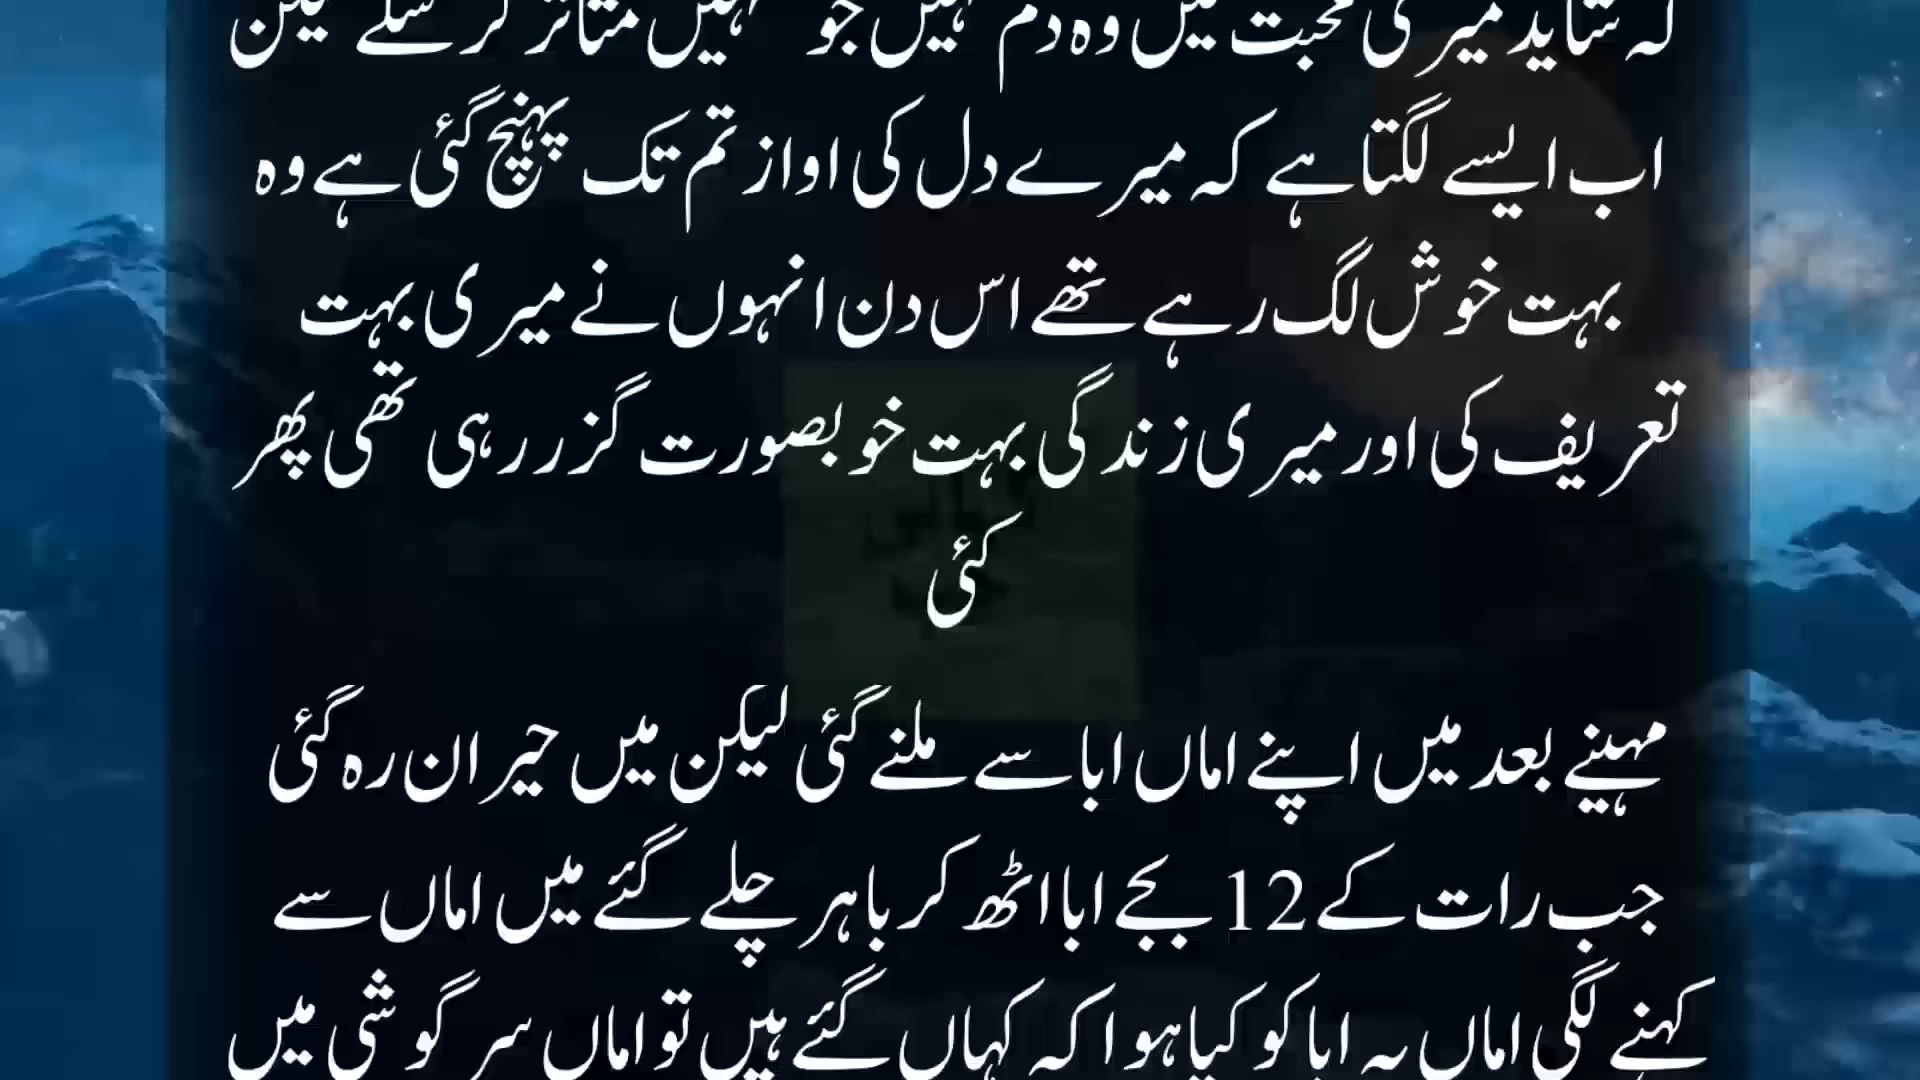 کہ شاید میری محبت میں وہ دم نہیں جو تمہیں متاثر کر سکے لیکن
اب ایسے لگتا ہے کہ میرے دل کی اواز تم تک پہنچ گئی ہے وہ
بہت خوش لگ رہے تھے اس دن انہوں نے میری بہت
تعریف کی اور میری زندگی بہت خوبصورت گزر رہی تھی پھر
کئی
مہینے بعد میں اپنے اماں ابا سے ملنے گئی لیکن میں حیران رہ گئی
جب رات کے 12 بجے ابا اٹھ کر باہر چلے گئے میں اماں سے
کہنے لگی اماں یہ ابا کو کیا ہوا کہ کہاں گئے ہیں تو اماں سرگوشی میں